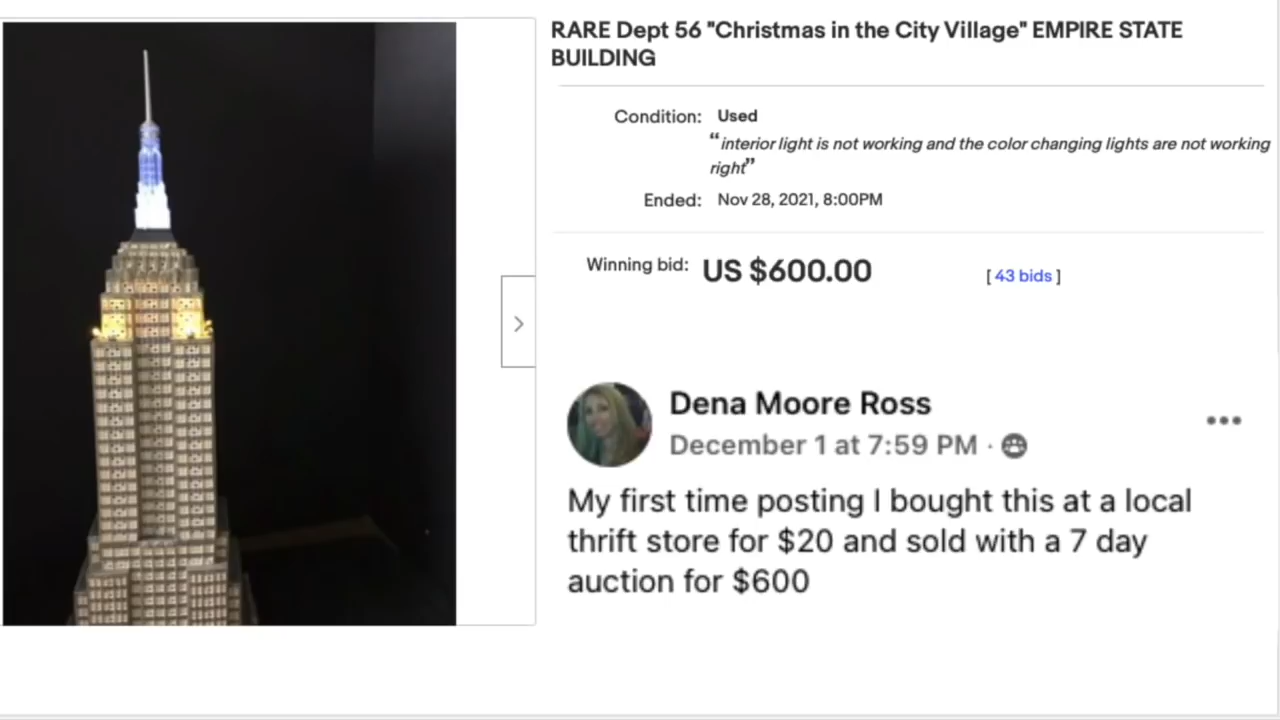 RARE Dept 56 "Christmas in the City Village" EMPIRE STATE
BUILDING
Condition: Used
“interior light is not working and the color changing lights are not working
right”
Ended: Nov 28, 2021, 8:00PM
Winning bid: US $600.00 [ 43 bids ]
Dena Moore Ross
December 1 at 7:59 PM ·
My first time posting I bought this at a local
thrift store for $20 and sold with a 7 day
auction for $600